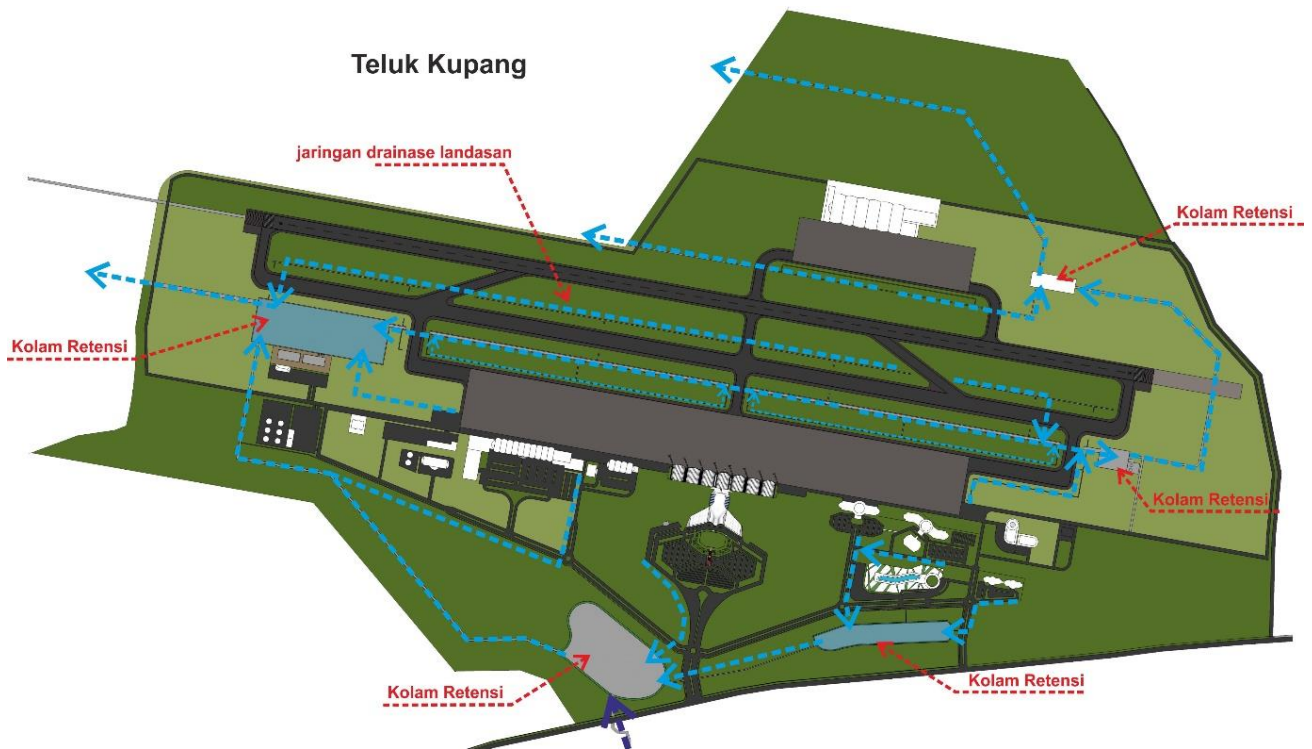 Teluk Kupang
jaringan drainase landasan
Kolam Retensi
Kolam Retensi
Kolam Retensi
Kolam Retensi
Kolam Retensi